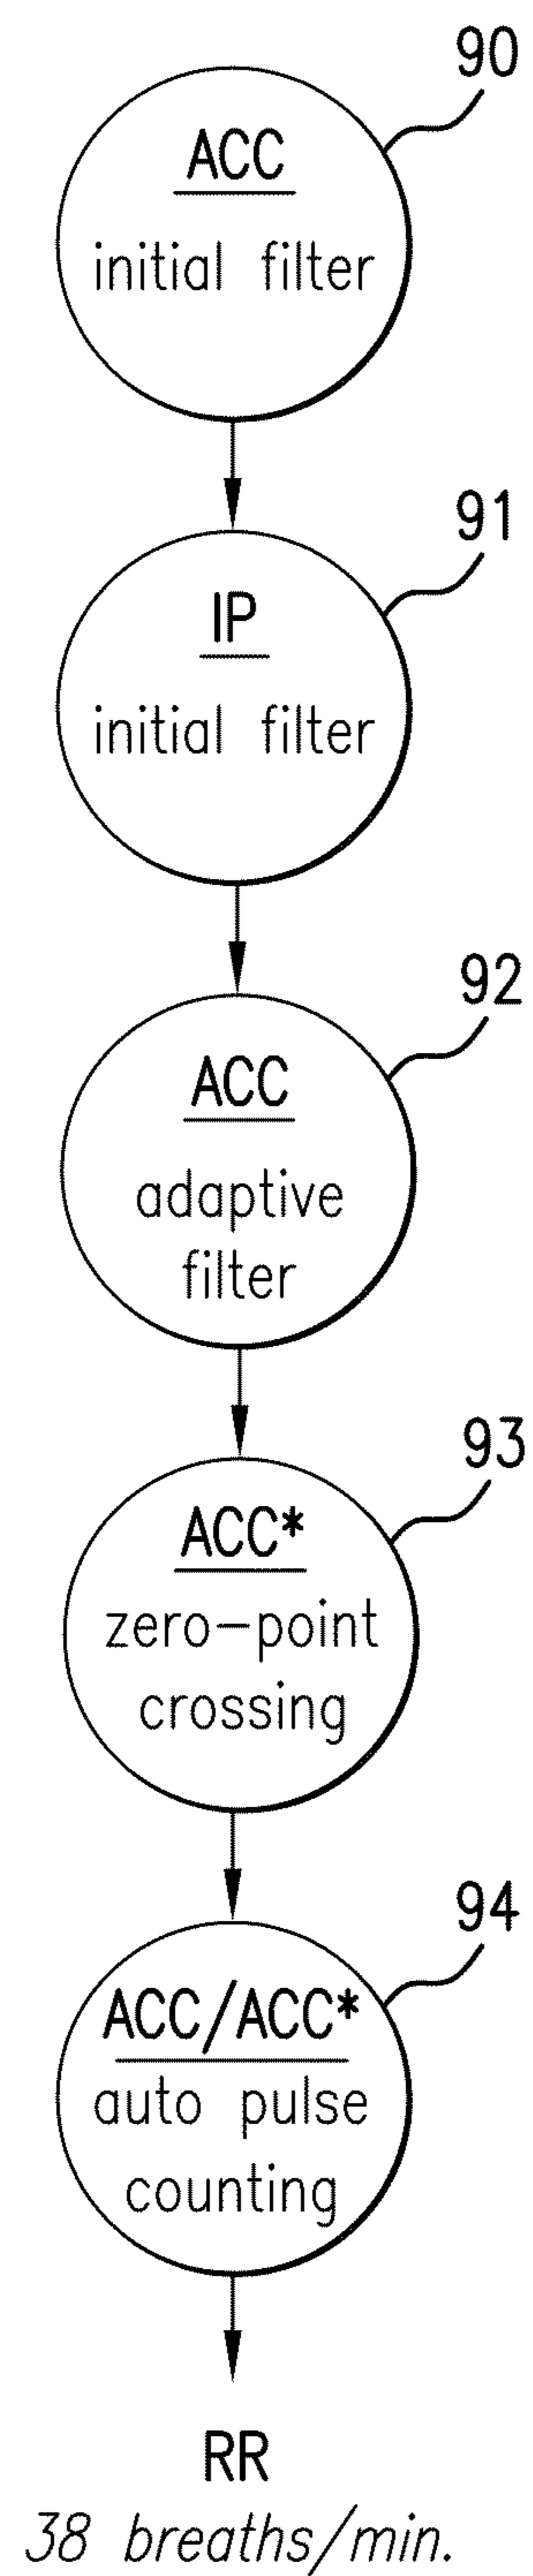 90
ACC
initial filter
91
IP
initial filter
92
ACC
adaptive
filter
93
ACC*
zero-point
crossing
94
ACC/ACC*
auto pulse
counting
RR
38 breaths/min.